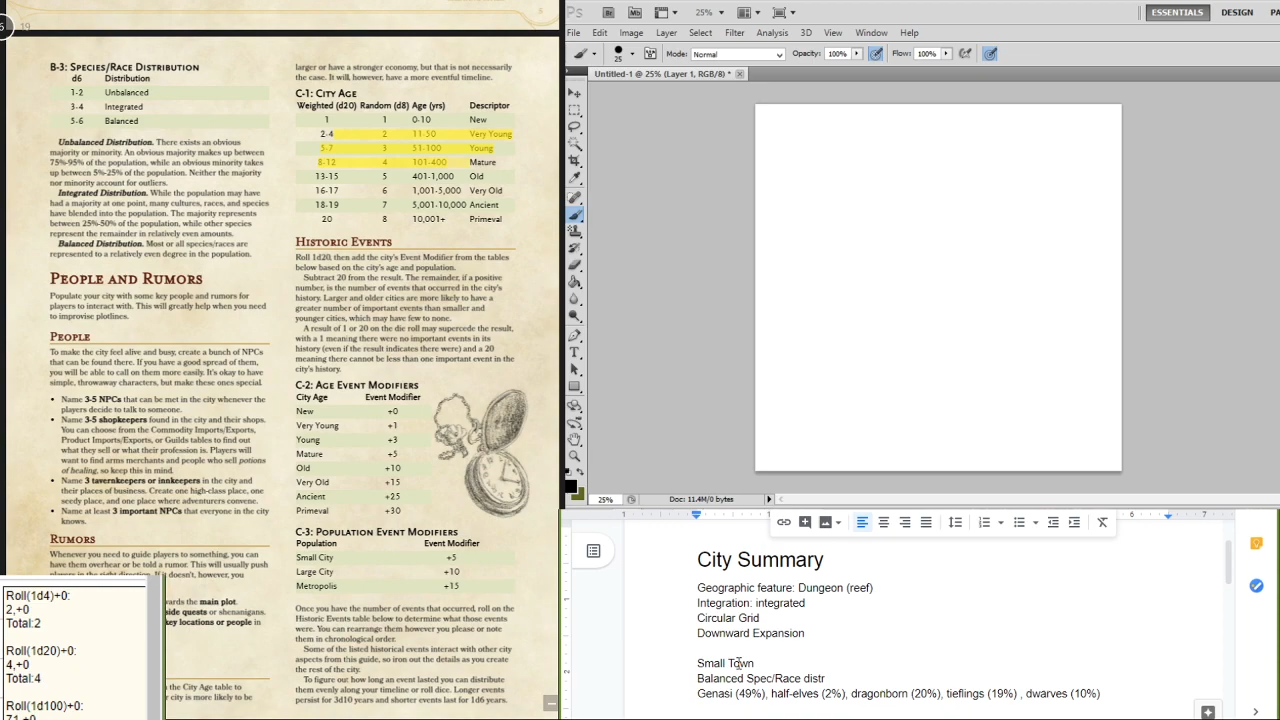 5
6
19
B-3: Species/Race Distribution
d6 Distribution
1-2 Unbalanced
3-4 Integrated
5-6 Balanced
Unbalanced Distribution. There exists an obvious
majority or minority. An obvious majority makes up between
75%-95% of the population, while an obvious minority takes
up between 5%-25% of the population. Neither the majority
nor minority account for outliers.
Integrated Distribution. While the population may have
had a majority at one point, many cultures, races, and species
have blended into the population. The majority represents
between 25%-50% of the population, while other species
represent the remainder in relatively even amounts.
Balanced Distribution. Most or all species/races are
represented to a relatively even degree in the population.
People and Rumors
Populate your city with some key people and rumors for
players to interact with. This will greatly help when you need
to improvise plotlines.
People
To make the city feel alive and busy, create a bunch of NPCs
that can be found there. If you have a good spread of them,
you will be able to call on them more easily. It's okay to have
simple, throwaway characters, but make these ones special.
• Name 3-5 NPCs that can be met in the city whenever the
players decide to talk to someone.
• Name 3-5 shopkeepers found in the city and their shops.
You can choose from the Commodity Imports/Exports,
Product Imports/Exports, or Guilds tables to find out
what they sell or what their profession is. Players will
want to find arms merchants and people who sell potions
of healing, so keep this in mind.
• Name 3 tavernkeepers or innkeepers in the city and
their places of business. Create one high-class place, one
seedy place, and one place where adventurers convene.
• Name at least 3 important NPCs that everyone in the city
knows.
Rumors
Whenever you need to guide players to something, you can
have them overhear or be told a rumor. This will usually push
players in the right direction. If it doesn't, however, you
wards the main plot.
side quests or shenanigans.
key locations or people in
n the City Age table to
r city is more likely to be
larger or have a stronger economy, but that is not necessarily
the case. It will, however, have a more eventful timeline.
C-1: City Age
Weighted (d20) Random (d8) Age (yrs) Descriptor
1 1 0-10 New
2-4 2 11-50 Very Young
5-7 3 51-100 Young
8-12 4 101-400 Mature
13-15 5 401-1,000 Old
16-17 6 1,001-5,000 Very Old
18-19 7 5,001-10,000 Ancient
20 8 10,001+ Primeval
Historic Events
Roll 1d20, then add the city's Event Modifier from the tables
below based on the city's age and population.
Subtract 20 from the result. The remainder, if a positive
number, is the number of events that occurred in the city's
history. Larger and older cities are more likely to have a
greater number of important events than smaller and
younger cities, which may have few to none.
A result of 1 or 20 on the die roll may supercede the result,
with a 1 meaning there were no important events in its
history (even if the result indicates there were) and a 20
meaning there cannot be less than one important event in the
city's history.
C-2: Age Event Modifiers
City Age Event Modifier
New +0
Very Young +1
Young +3
Mature +5
Old +10
Very Old +15
Ancient +25
Primeval +30
C-3: Population Event Modifiers
Population Event Modifier
Small City +5
Large City +10
Metropolis +15
Once you have the number of events that occurred, roll on the
Historic Events table below to determine what those events
were. You can rearrange them however you please or note
them in chronological order.
Some of the listed historical events interact with other city
aspects from this guide, so iron out the details as you create
the rest of the city.
To figure out how long an event lasted you can distribute
them evenly along your timeline or roll dice. Longer events
persist for 3d10 years and shorter events last for 1d6 years.
Roll(1d4)+0:
2,+0
Total:2
Roll(1d20)+0:
4,+0
Total:4
Roll(1d100)+0:
71,+0
Ps Br Mb 25% ESSENTIALS DESIGN
File Edit Image Layer Select Filter Analysis 3D View Window Help
25 Mode: Normal Opacity: 100% Flow: 100%
Untitled-1 @ 25% (Layer 1, RGB/8) *
25% Doc: 11.4M/0 bytes
1 1 6 7
2
City Summary
Geographic feature: Dungeon (reef)
Integration: integrated
Circular Grid
Downward Expansion
Small Town
Balanced Spec/Race distr
Genasi (49%), half-elves (2%), dragonborn (20%), tieflings (19%), elves
(10%)